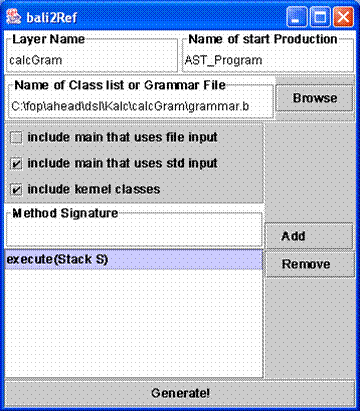 bali2Ref
Layer Name
Name of start Production
calcGram
AST_Program
Name of Class list or Grammar File
C:\fop\ahead\dsl\Kalc\calcGram\grammar.b
Browse
include main that uses file input
include main that uses std input
include kernel classes
Method Signature
Add
execute(Stack S)
Remove
Generate!